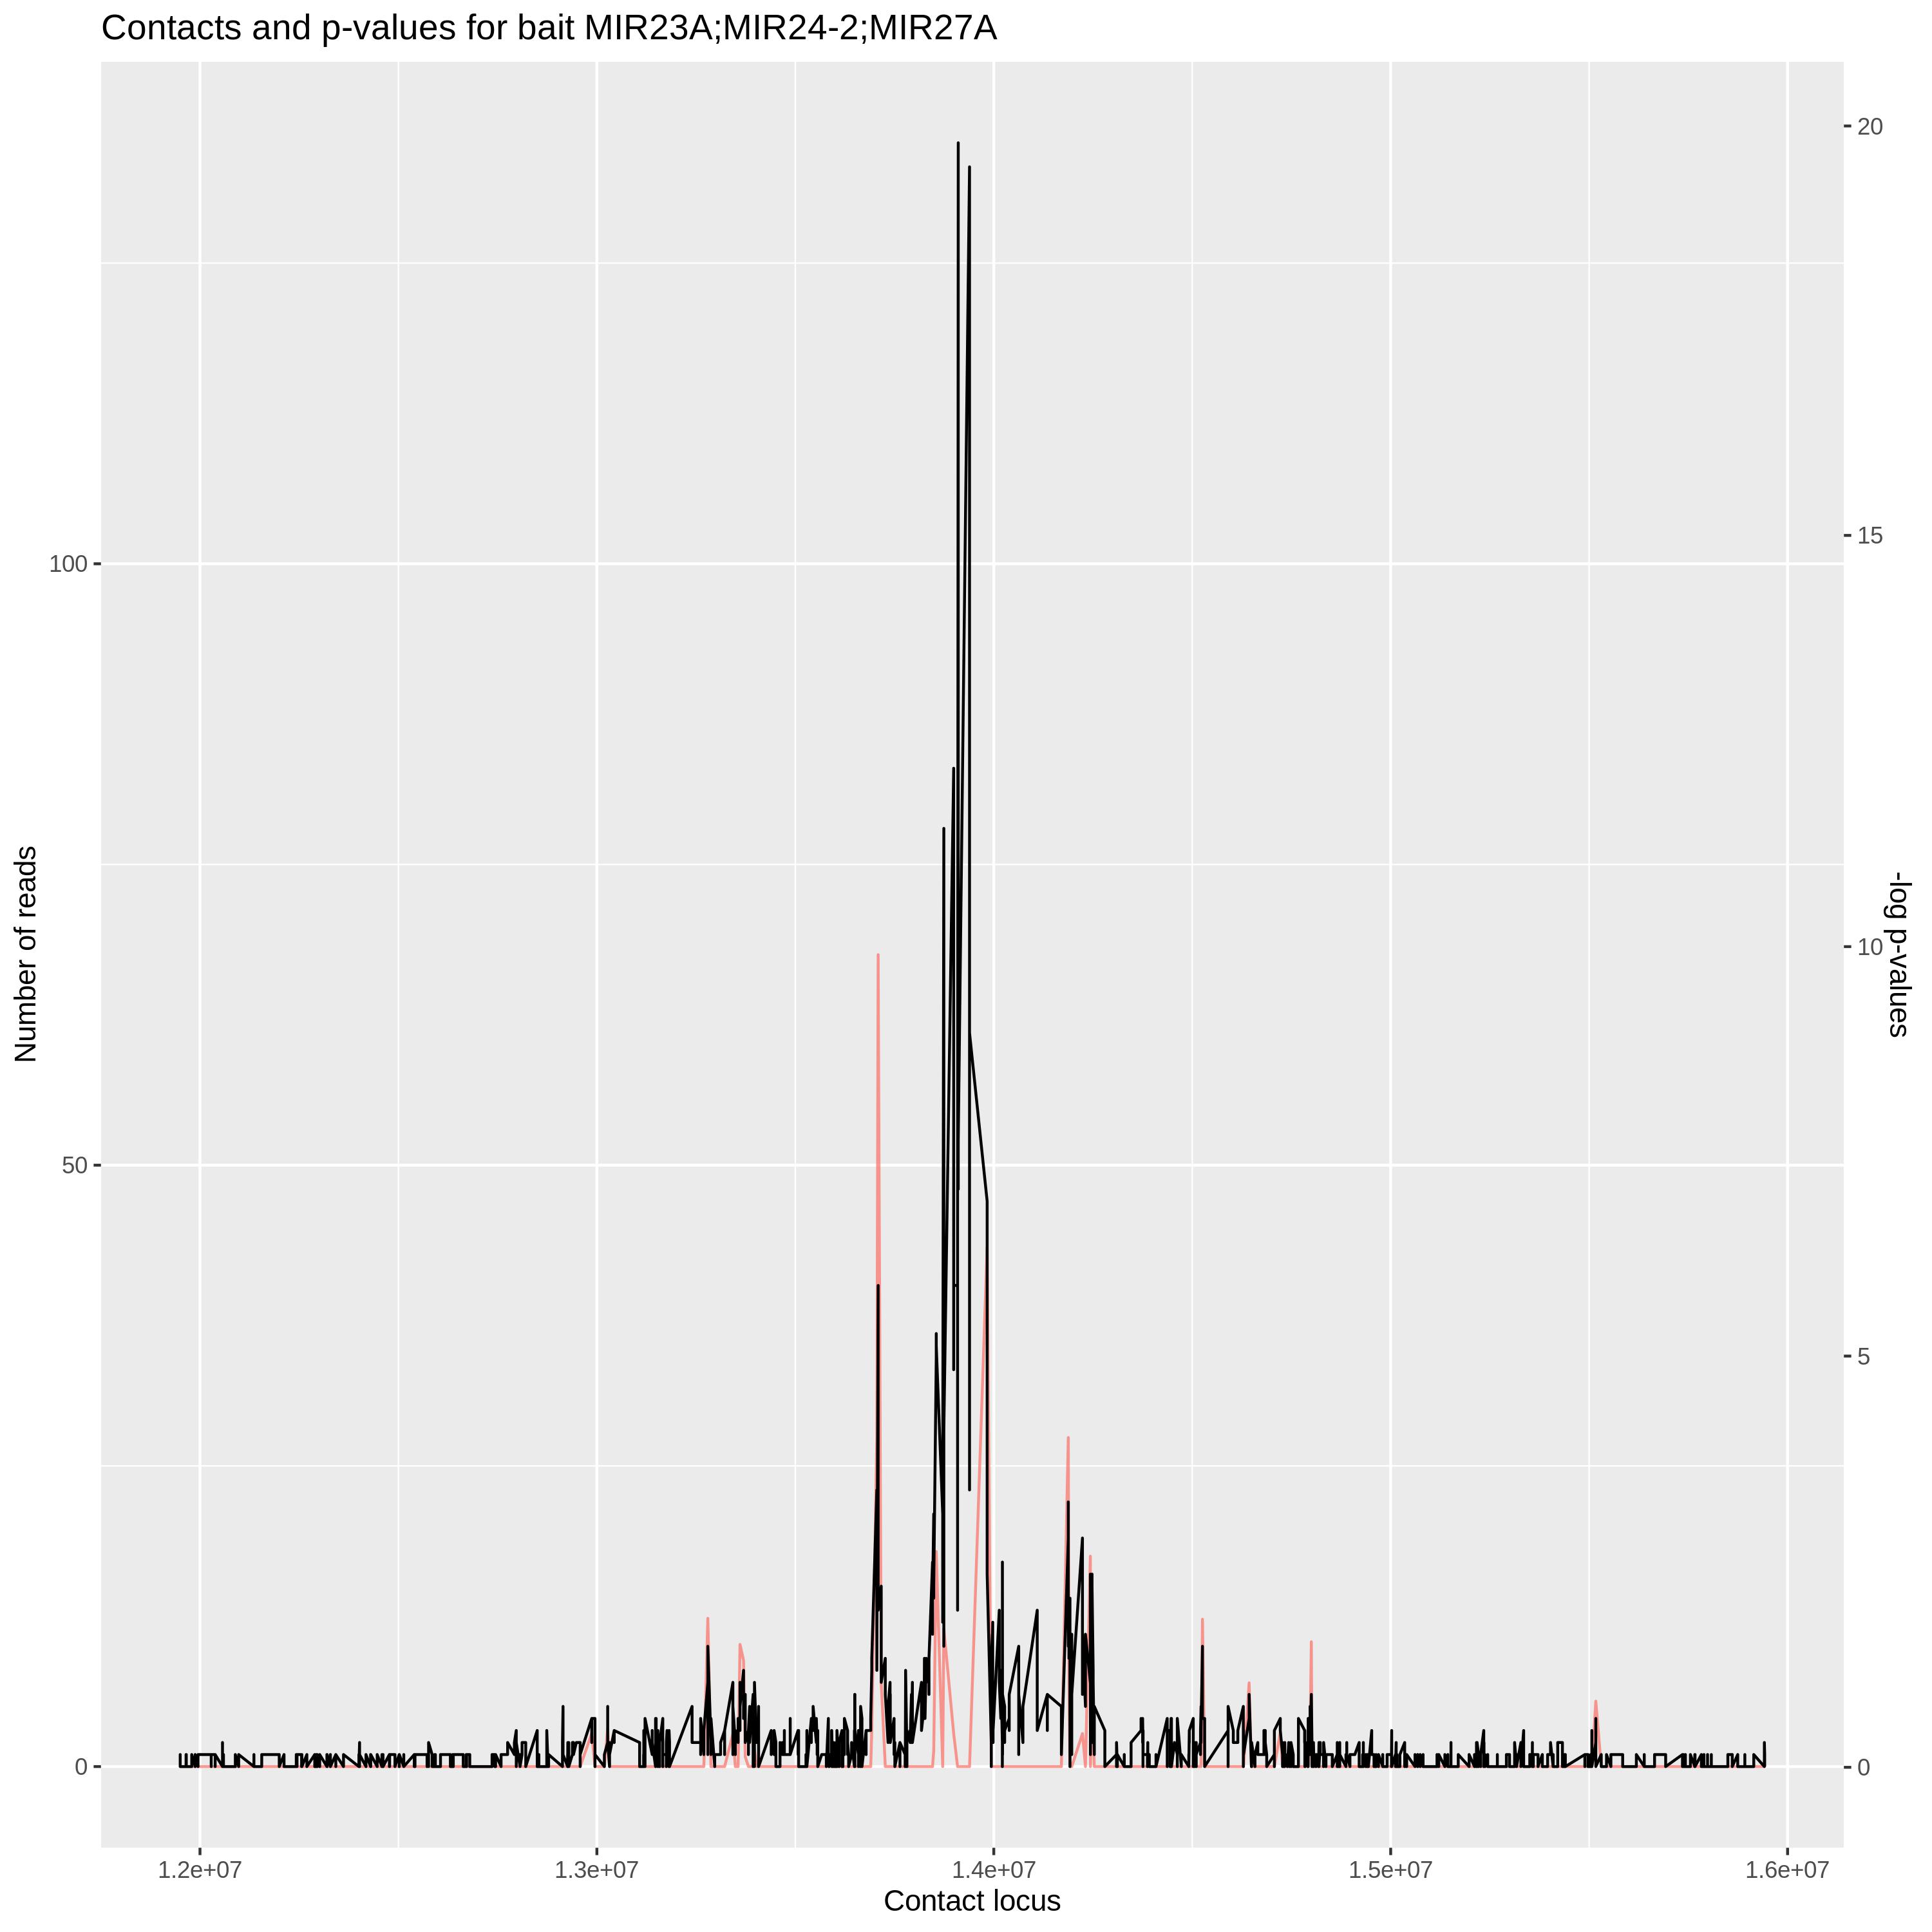 Contacts and p-values for bait MIR23A;MIR24-2;MIR27A
20
15
100
Number of reads
10
-log p-values
50
5
0
0
1.2e+07
1.3e+07
1.4e+07
1.5e+07
1.6e+07
Contact locus